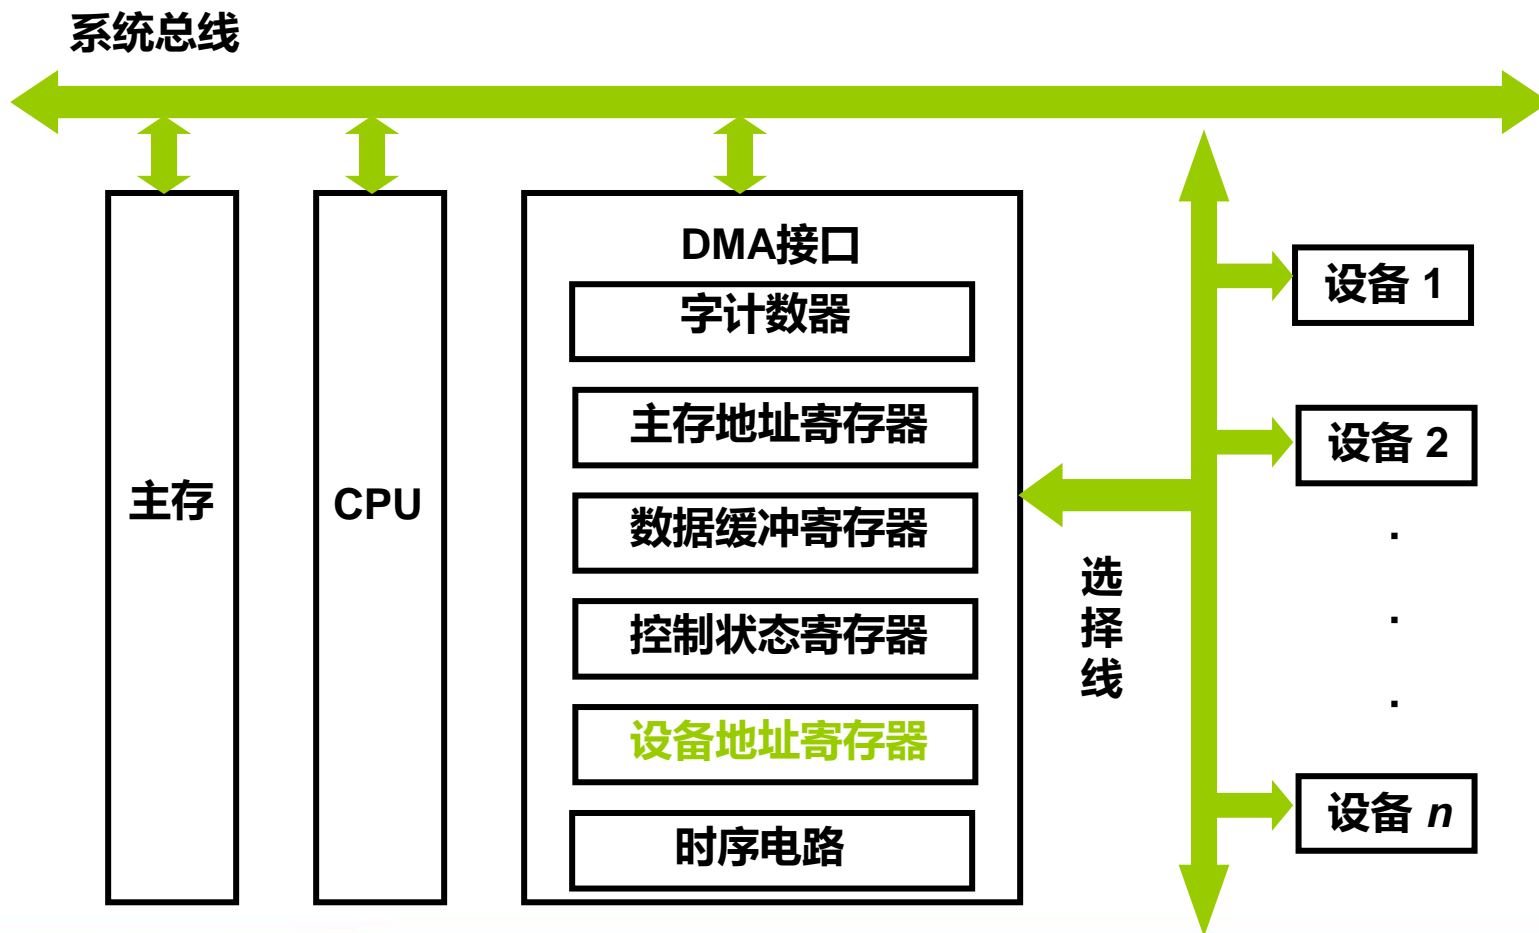 系统总线
主存
CPU
DMA接口
字计数器
主存地址寄存器
数据缓冲寄存器
控制状态寄存器
设备地址寄存器
时序电路
选
择
线
设备 1
设备 2
.
.
.
设备 n